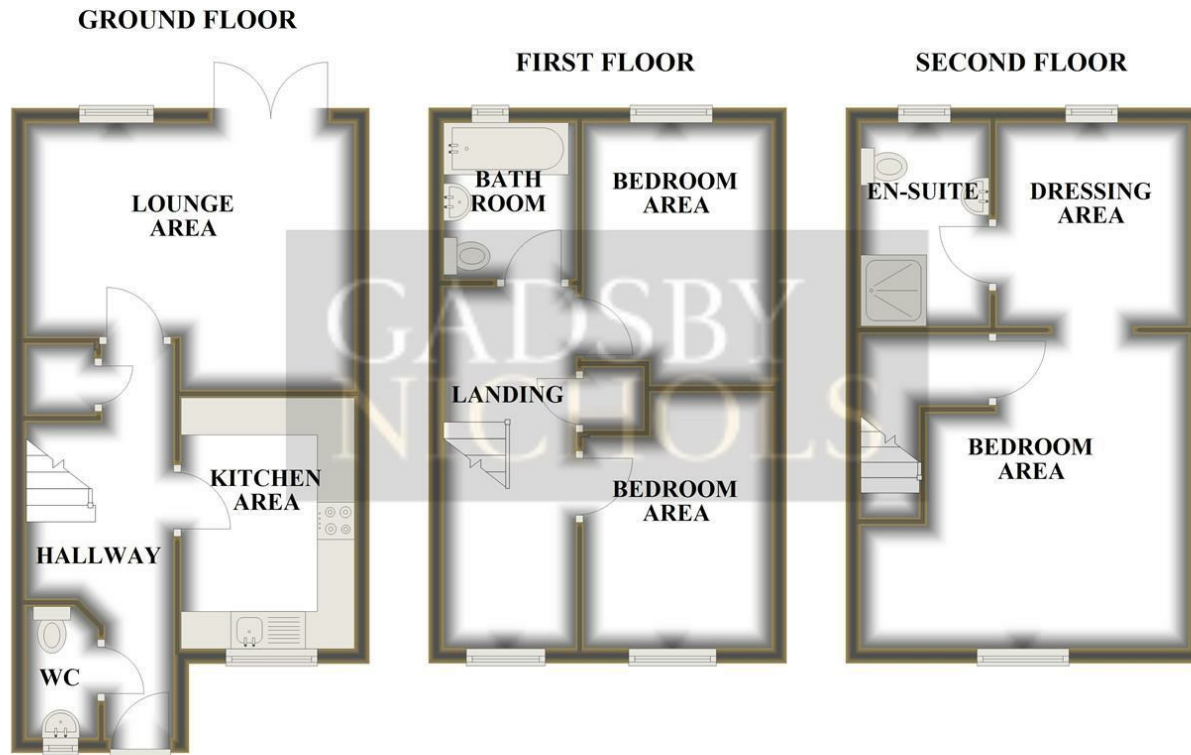 GROUND FLOOR
LOUNGE
AREA
KITCHEN
AREA
HALLWAY
WC
FIRST FLOOR
BATH
ROOM
BEDROOM
AREA
LANDING
BEDROOM
AREA
SECOND FLOOR
EN-SUITE
DRESSING
AREA
BEDROOM
AREA
GADSBY
NICHOLS